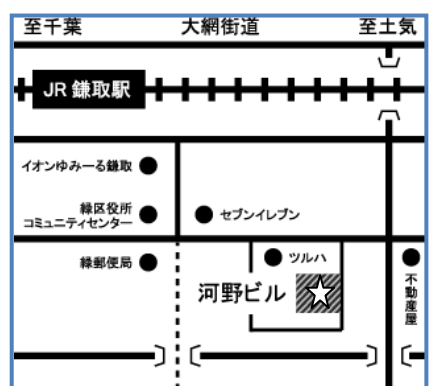 至千葉
大網街道
至土気
JR 鎌取駅
イオンゆみーる鎌取
緑区役所
コミュニティセンター
セブンイレブン
緑郵便局
ツルハ
河野ビル
不動産屋